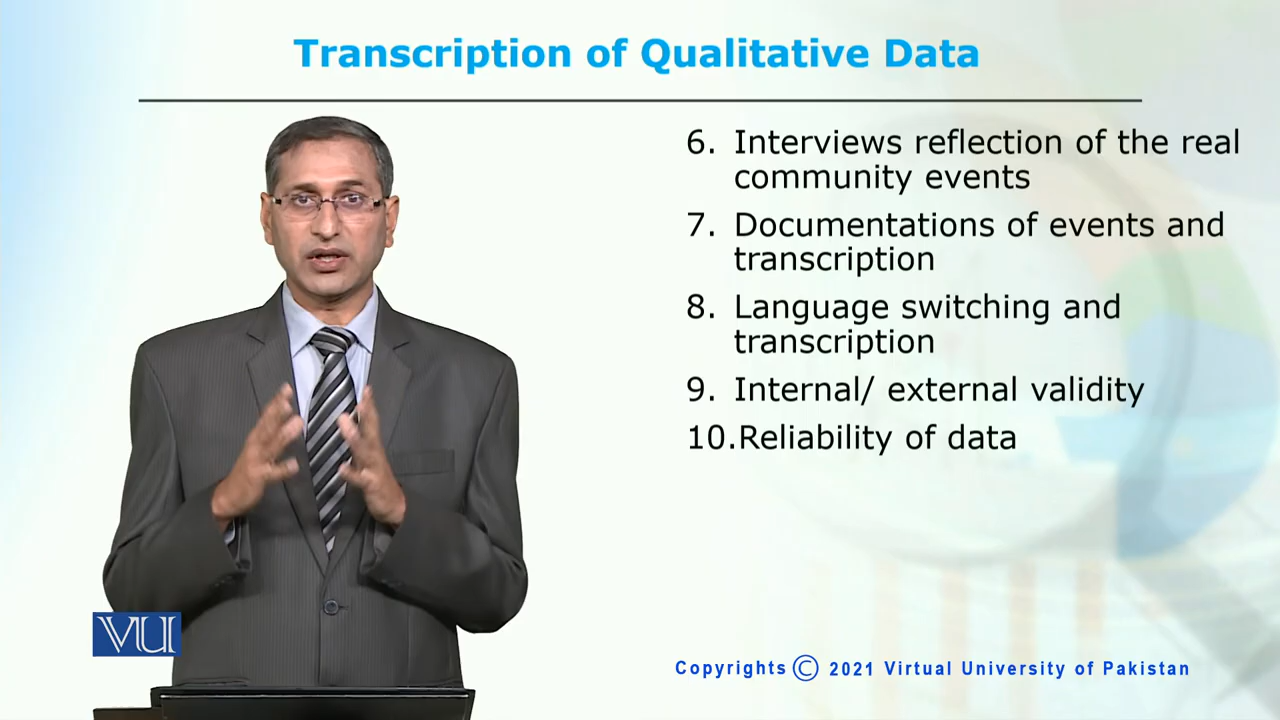 Transcription of Qualitative Data
6. Interviews reflection of the real
community events
7. Documentations of events and
transcription
8. Language switching and
transcription
9. Internal/ external validity
10.Reliability of data
VU
Copyrights © 2021 Virtual University of Pakistan